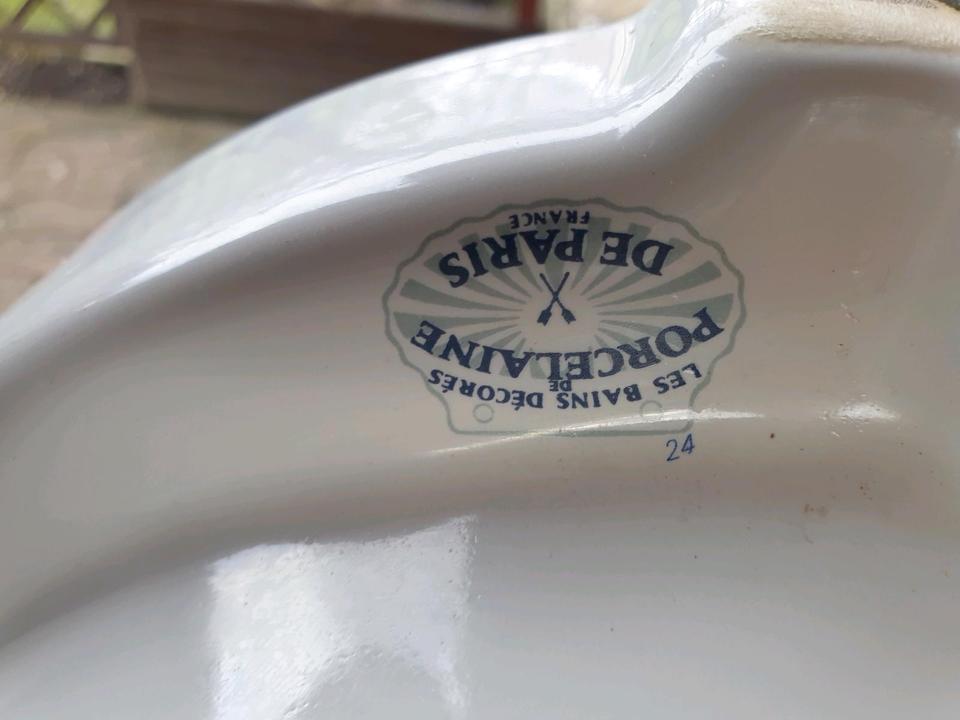 LES BAINS DÉCORÉS
DE
PORCELAINE
DE PARIS
FRANCE
24